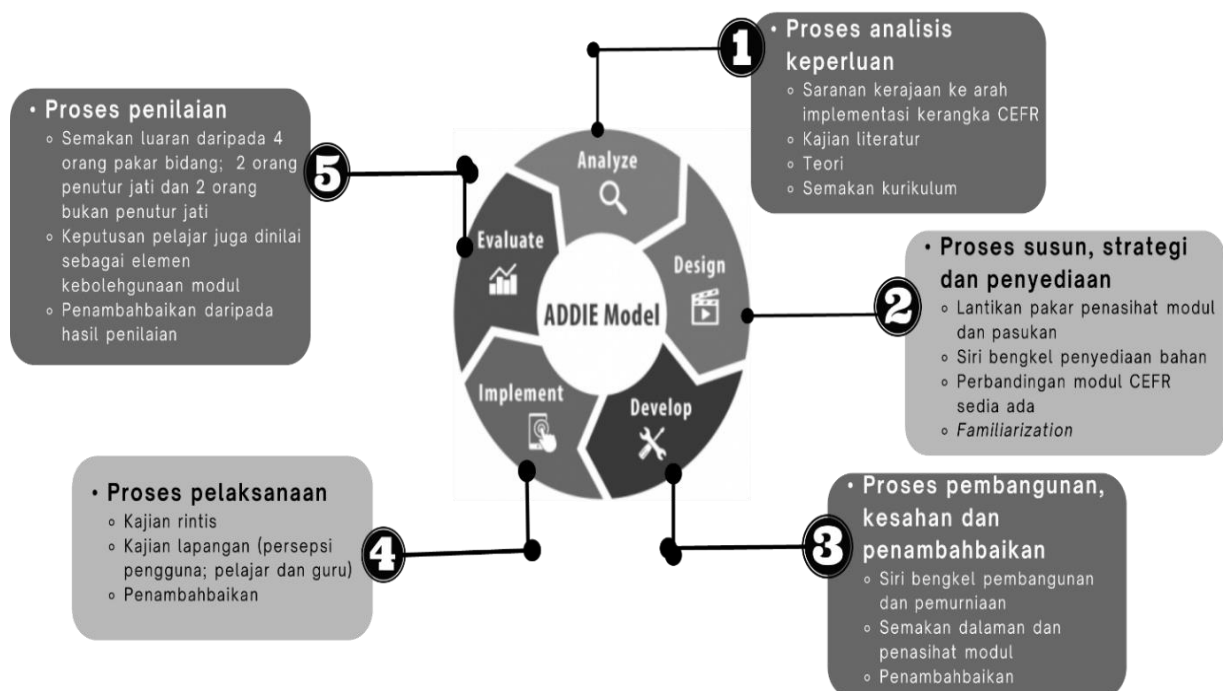 1
• Proses analisis
keperluan
Saranan kerajaan ke arah
implementasi kerangka CEFR
Kajian literatur
Teori
Semakan kurikulum
2
• Proses susun, strategi
dan penyediaan
Lantikan pakar penasihat modul
dan pasukan
Siri bengkel penyediaan bahan
Perbandingan modul CEFR
sedia ada
Familiarization
3
• Proses pembangunan,
kesahan dan
penambahbaikan
Siri bengkel pembangunan
dan pemurniaan
Semakan dalaman dan
penasihat modul
Penambahbaikan
4
• Proses pelaksanaan
Kajian rintis
Kajian lapangan (persepsi
pengguna; pelajar dan guru)
Penambahbaikan
5
• Proses penilaian
Semakan luaran daripada 4
orang pakar bidang; 2 orang
penutur jati dan 2 orang
bukan penutur jati
Keputusan pelajar juga dinilai
sebagai elemen
kebolehgunaan modul
Penambahbaikan daripada
hasil penilaian
ADDIE Model
Analyze
Design
Develop
Implement
Evaluate